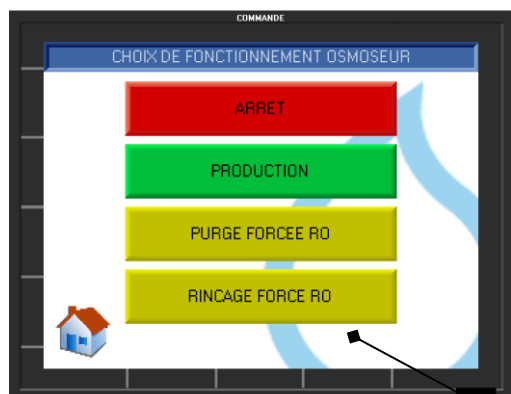 COMMANDE
CHOIX DE FONCTIONNEMENT OSMOSEUR
ARRET
PRODUCTION
PURGE FORCEE RO
RINCAGE FORCE RO